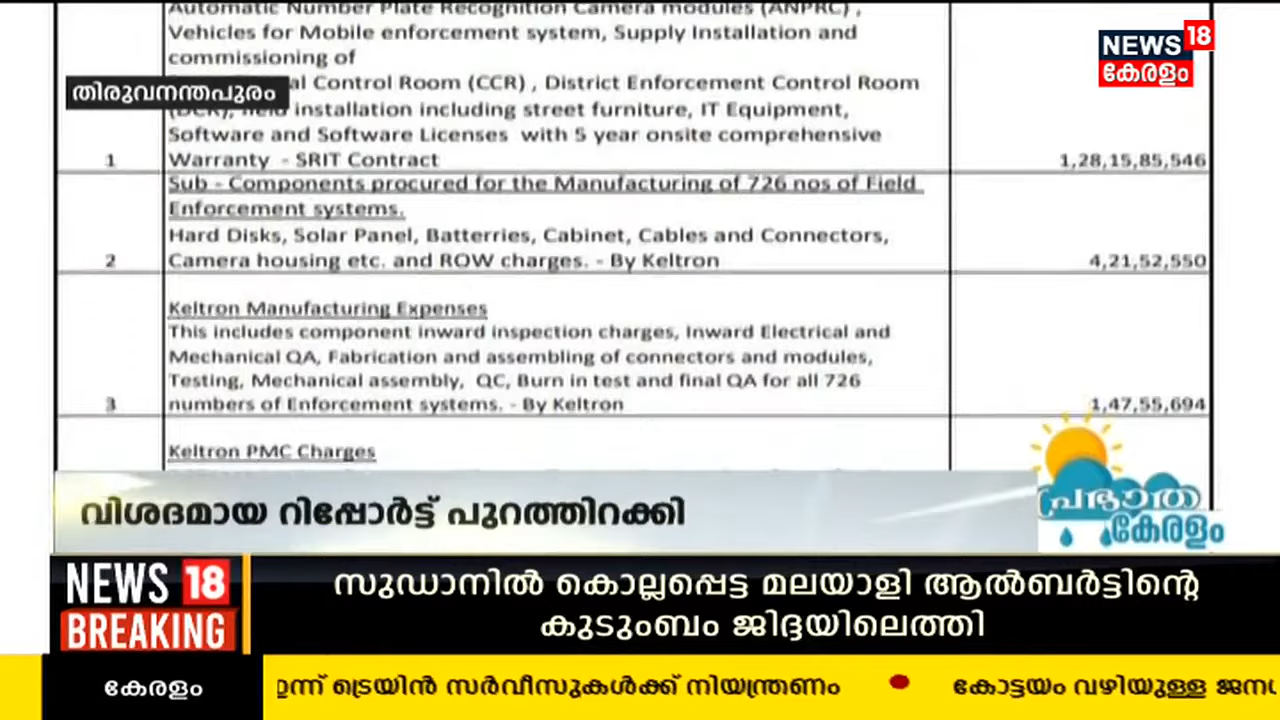 Automatic Number Plate Recognition Camera modules (ANPRC) ,
Vehicles for Mobile enforcement system, Supply Installation and
commissioning of
al Control Room (CCR) , District Enforcement Control Room
installation including street furniture, IT Equipment,
Software and Software Licenses with 5 year onsite comprehensive
1 Warranty - SRIT Contract 1,28,15,85,546
Sub - Components procured for the Manufacturing of 726 nos of Field
Enforcement systems.
Hard Disks, Solar Panel, Batterries, Cabinet, Cables and Connectors,
2 Camera housing etc. and ROW charges. - By Keltron 4,21,52,550
Keltron Manufacturing Expenses
This includes component inward inspection charges, Inward Electrical and
Mechanical QA, Fabrication and assembling of connectors and modules,
Testing, Mechanical assembly, QC, Burn in test and final QA for all 726
3 numbers of Enforcement systems. - By Keltron 1,47,55,694
Keltron PMC Charges
തിരുവനന്തപുരം
NEWS 18
കേരളം
വിശദമായ റിപ്പോർട്ട് പുറത്തിറക്കി
പ്രഭാത
കേരളം
NEWS 18
BREAKING
സുഡാനിൽ കൊല്ലപ്പെട്ട മലയാളി ആൽബർട്ടിന്റെ
കുടുംബം ജിദ്ദയിലെത്തി
കേരളം
ഇന്ന് ട്രെയിൻ സർവീസുകൾക്ക് നിയന്ത്രണം • കോട്ടയം വഴിയുള്ള